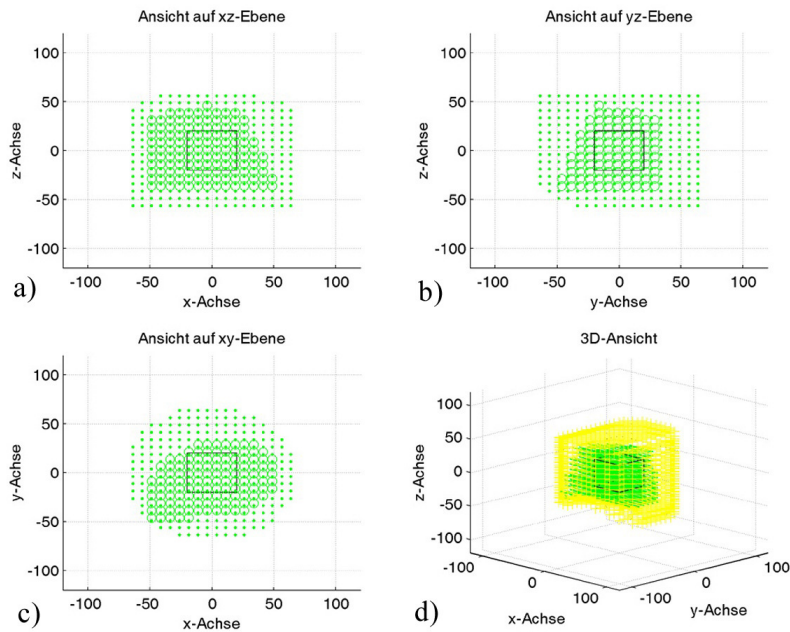 Ansicht auf xz-Ebene
100
50
0
-50
-100
z-Achse
-100 -50 0 50 100
x-Achse
a)
Ansicht auf yz-Ebene
100
50
0
-50
-100
z-Achse
-100 -50 0 50 100
y-Achse
b)
Ansicht auf xy-Ebene
100
50
0
-50
-100
y-Achse
-100 -50 0 50 100
x-Achse
c)
3D-Ansicht
100
50
0
-50
-100
z-Achse
-100 0 100
x-Achse
-100 0 100
y-Achse
d)